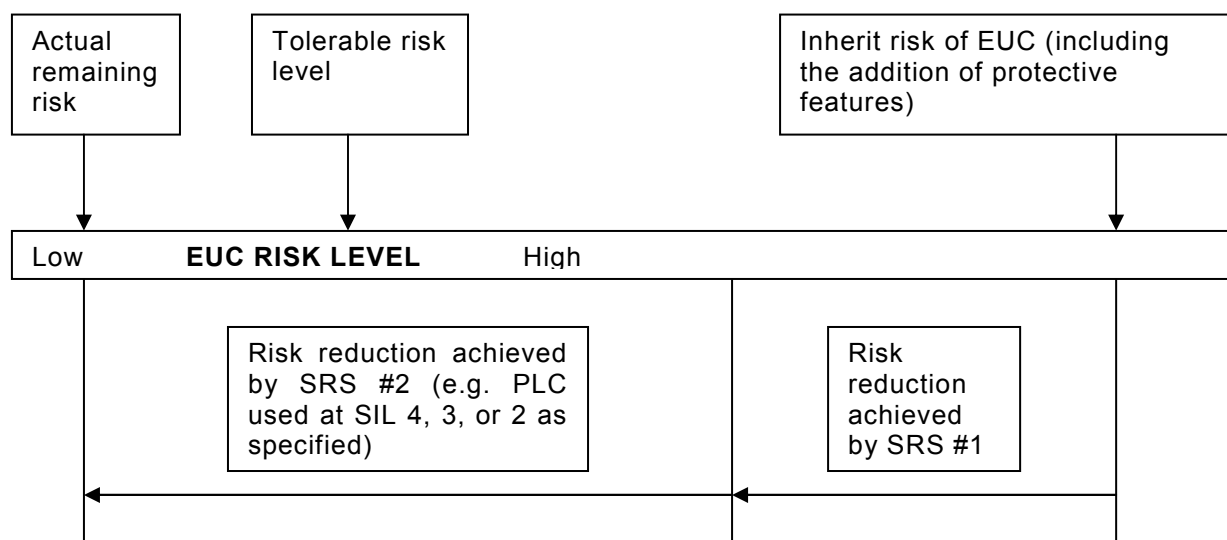 Actual
remaining
risk
Tolerable risk
level
Inherit risk of EUC (including
the addition of protective
features)
Low EUC RISK LEVEL High
Risk reduction achieved
by SRS #2 (e.g. PLC
used at SIL 4, 3, or 2 as
specified)
Risk
reduction
achieved
by SRS #1